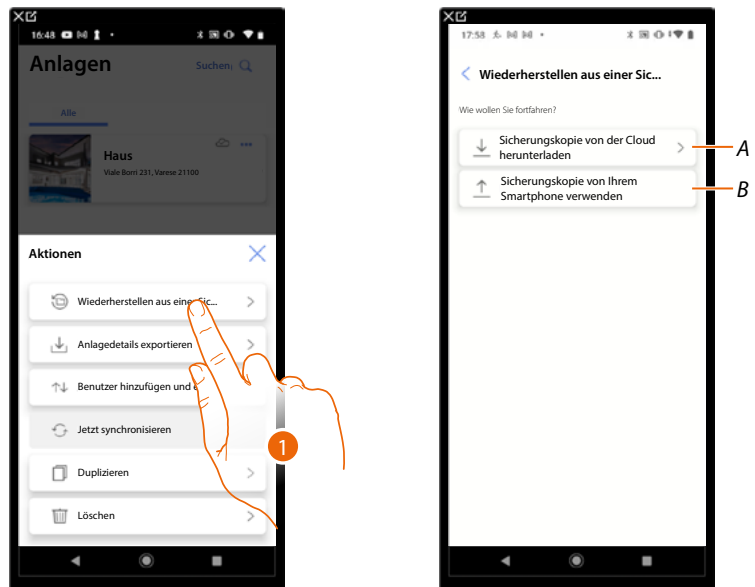 16:48
Anlagen
Suchen¡
Alle
Haus
Viale Borri 231, Varese 21100
Aktionen
Wiederherstellen aus einer Sic...
Anlagedetails exportieren
Benutzer hinzufügen und e
Jetzt synchronisieren
Duplizieren
Löschen
1
17:58
Wiederherstellen aus einer Sic...
Wie wollen Sie fortfahren?
Sicherungskopie von der Cloud
herunterladen
A
Sicherungskopie von Ihrem
Smartphone verwenden
B